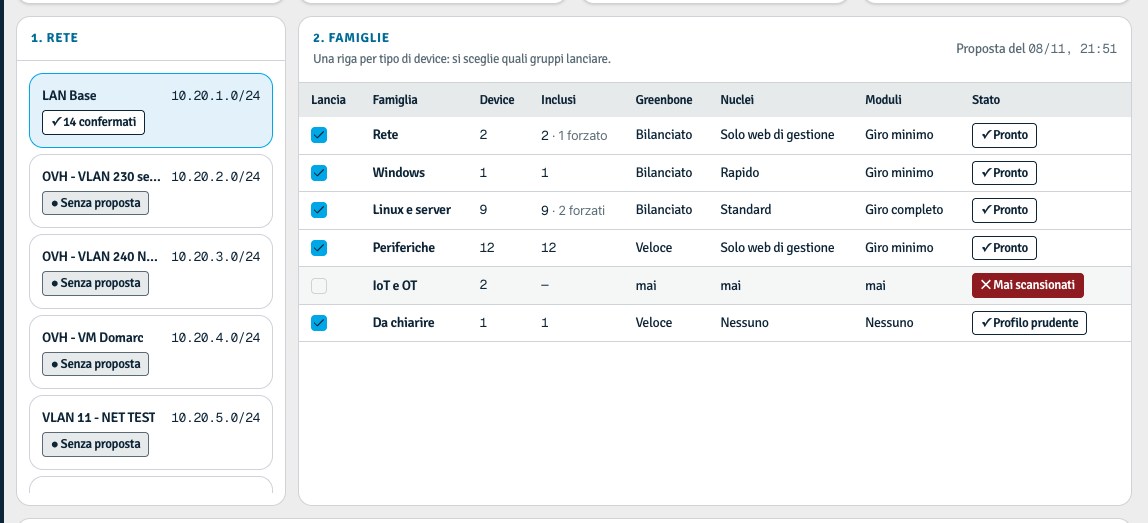 1. RETE
LAN Base 10.20.1.0/24
✓14 confermati
OVH - VLAN 230 se... 10.20.2.0/24
● Senza proposta
OVH - VLAN 240 N... 10.20.3.0/24
● Senza proposta
OVH - VM Domarc 10.20.4.0/24
● Senza proposta
VLAN 11 - NET TEST 10.20.5.0/24
● Senza proposta
2. FAMIGLIE
Una riga per tipo di device: si sceglie quali gruppi lanciare.
Proposta del 08/11, 21:51
Lancia Famiglia Device Inclusi Greenbone Nuclei Moduli Stato
Rete 2 2 · 1 forzato Bilanciato Solo web di gestione Giro minimo ✓Pronto
Windows 1 1 Bilanciato Rapido Giro minimo ✓Pronto
Linux e server 9 9 · 2 forzati Bilanciato Standard Giro completo ✓Pronto
Periferiche 12 12 Veloce Solo web di gestione Giro minimo ✓Pronto
IoT e OT 2 – mai mai mai ✕ Mai scansionati
Da chiarire 1 1 Veloce Nessuno Nessuno ✓Profilo prudente